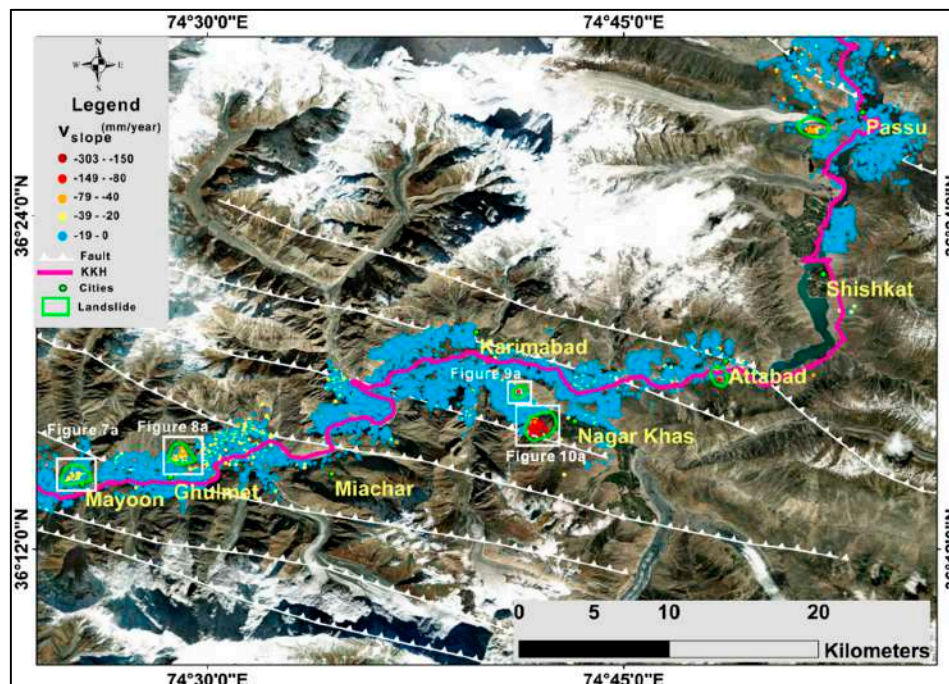 74°30'0"E 74°45'0"E
N
W E
S
Legend
Vslope (mm/year)
-303 - -150
-149 - -80
-79 - -40
-39 - -20
-19 - 0
Fault
KKH
Cities
Landslide
36°24'0"N
36°12'0"N
Passu
Shishkat
Karimabad
Figure 9a
Attabad
Nagar Khas
Figure 10a
Figure 7a
Figure 8a
Mayoon
Ghulmet
Miachar
0 5 10 20
Kilometers
74°30'0"E 74°45'0"E